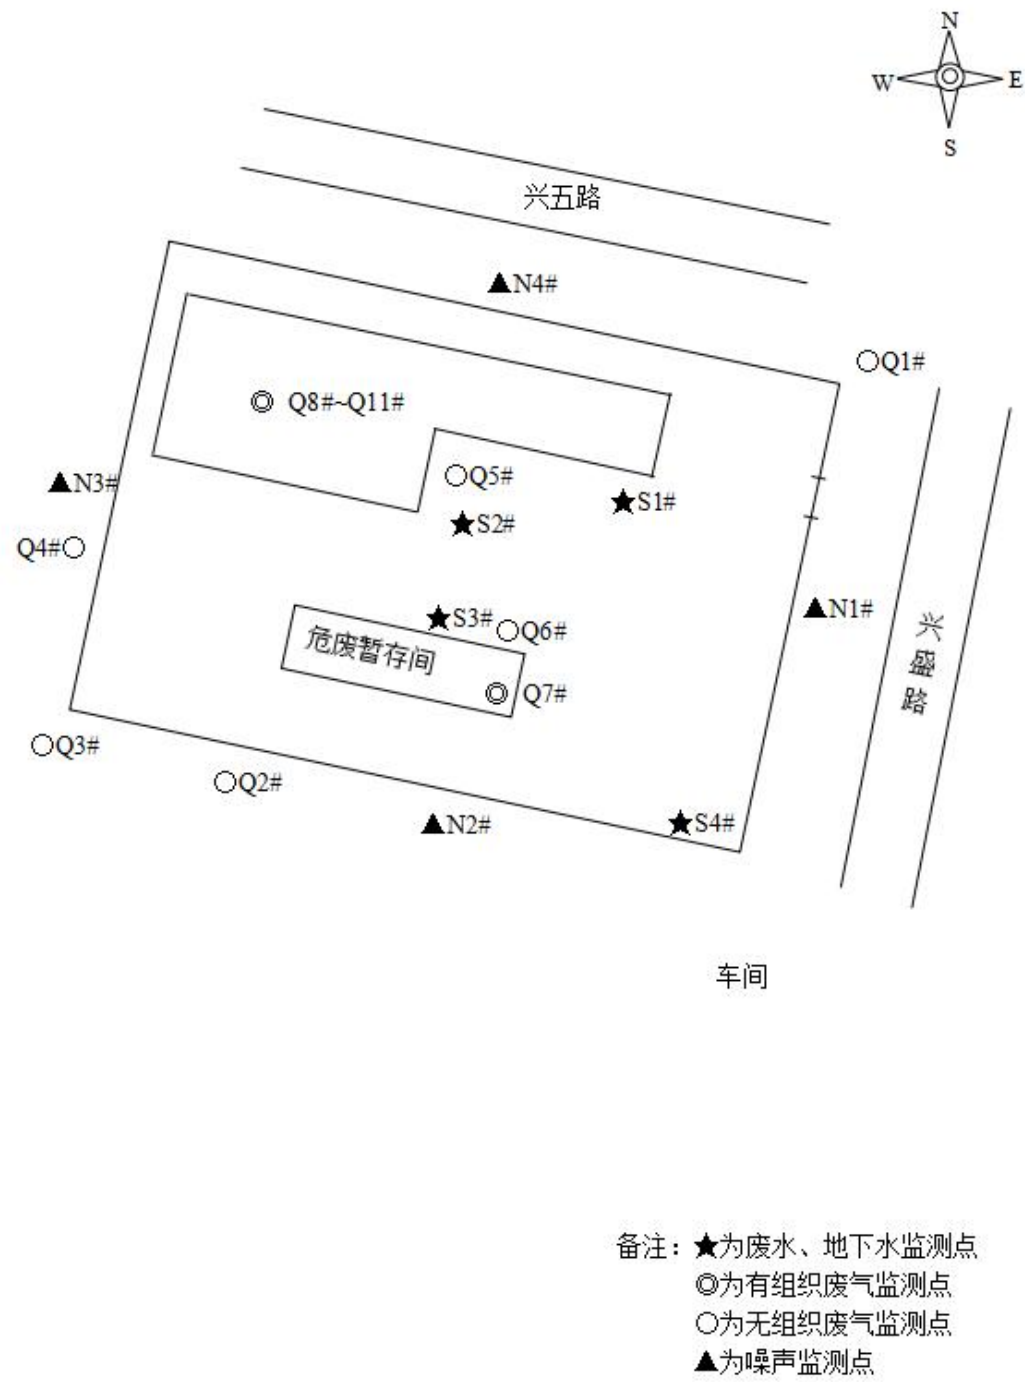 N
W
E
S
兴五路
▲N4#
○Q1#
◎ Q8#~Q11#
▲N3#
○Q5#
★S1#
★S2#
Q4#○
▲N1#
★S3#
○Q6#
危废暂存间
兴盛路
◎ Q7#
○Q3#
○Q2#
▲N2#
★S4#
车间
备注：★为废水、地下水监测点
◎为有组织废气监测点
○为无组织废气监测点
▲为噪声监测点